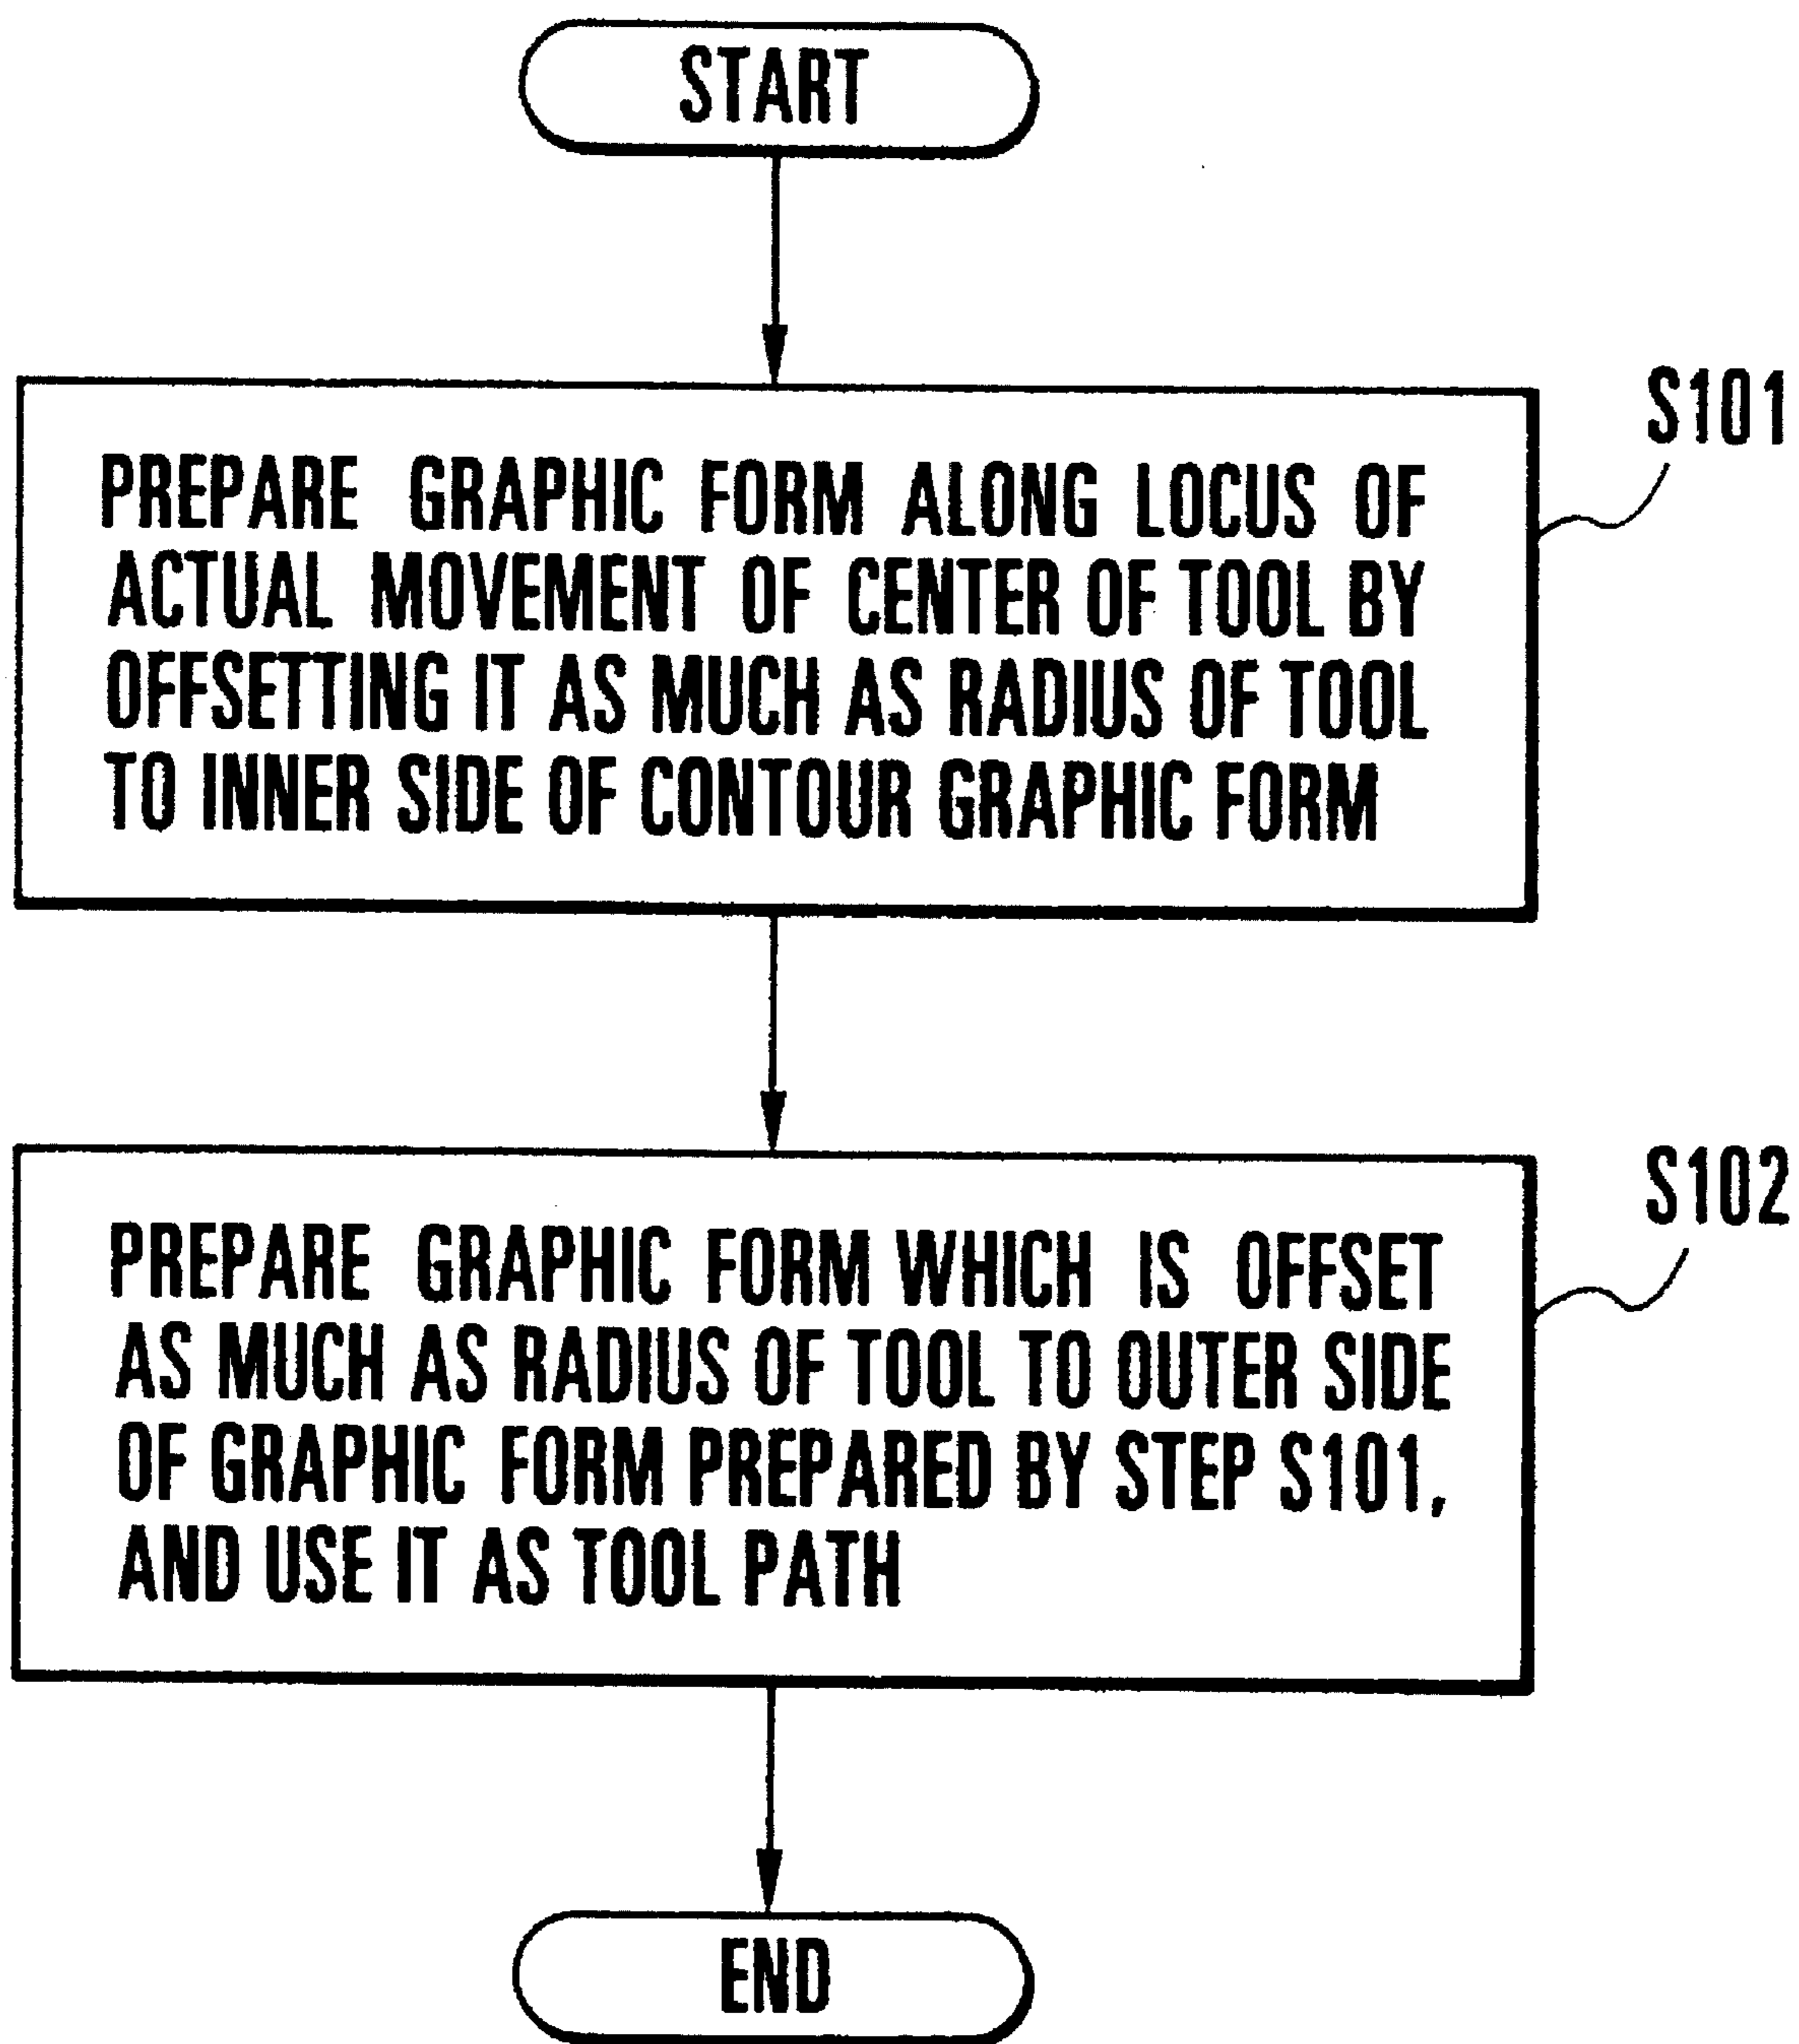 START
S101
PREPARE GRAPHIC FORM ALONG LOCUS OF
ACTUAL MOVEMENT OF CENTER OF TOOL BY
OFFSETTING IT AS MUCH AS RADIUS OF TOOL
TO INNER SIDE OF CONTOUR GRAPHIC FORM
S102
PREPARE GRAPHIC FORM WHICH IS OFFSET
AS MUCH AS RADIUS OF TOOL TO OUTER SIDE
OF GRAPHIC FORM PREPARED BY STEP S101,
AND USE IT AS TOOL PATH
END